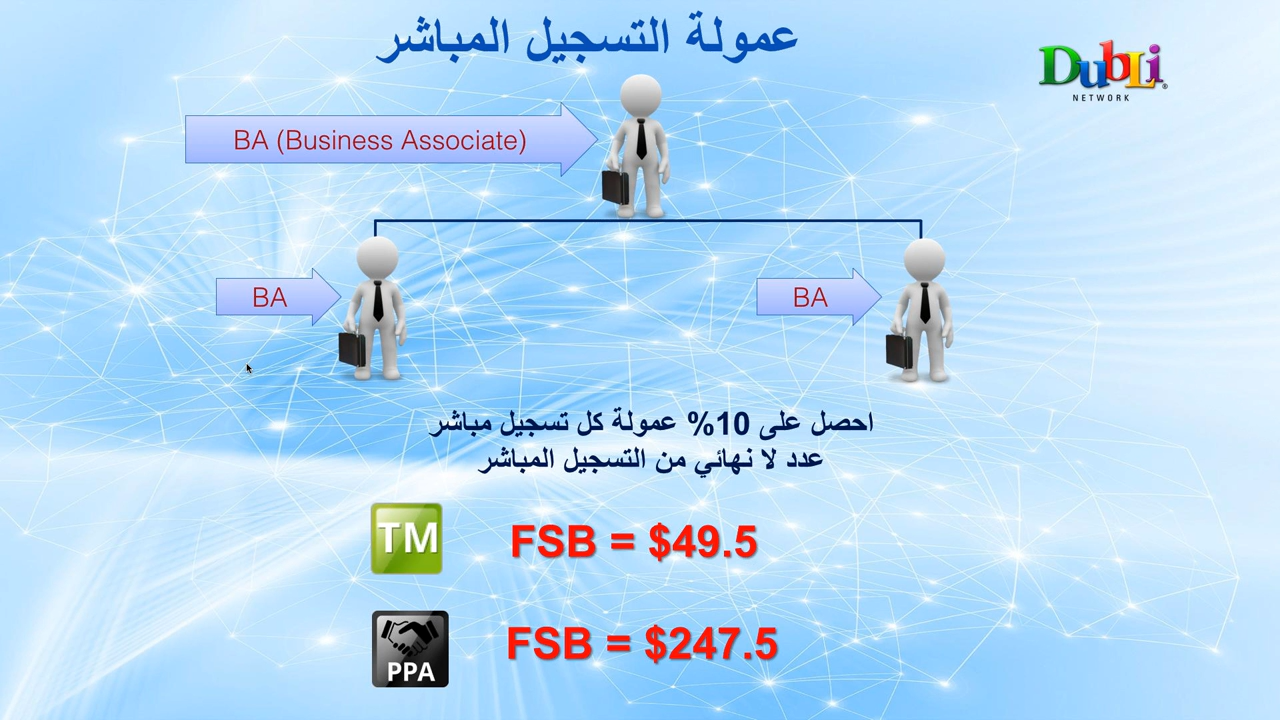 عمولة التسجيل المباشر
DubLi
NETWORK
BA (Business Associate)
BA
BA
احصل على 10% عمولة كل تسجيل مباشر
عدد لا نهائي من التسجيل المباشر
TM
FSB = $49.5
PPA
FSB = $247.5